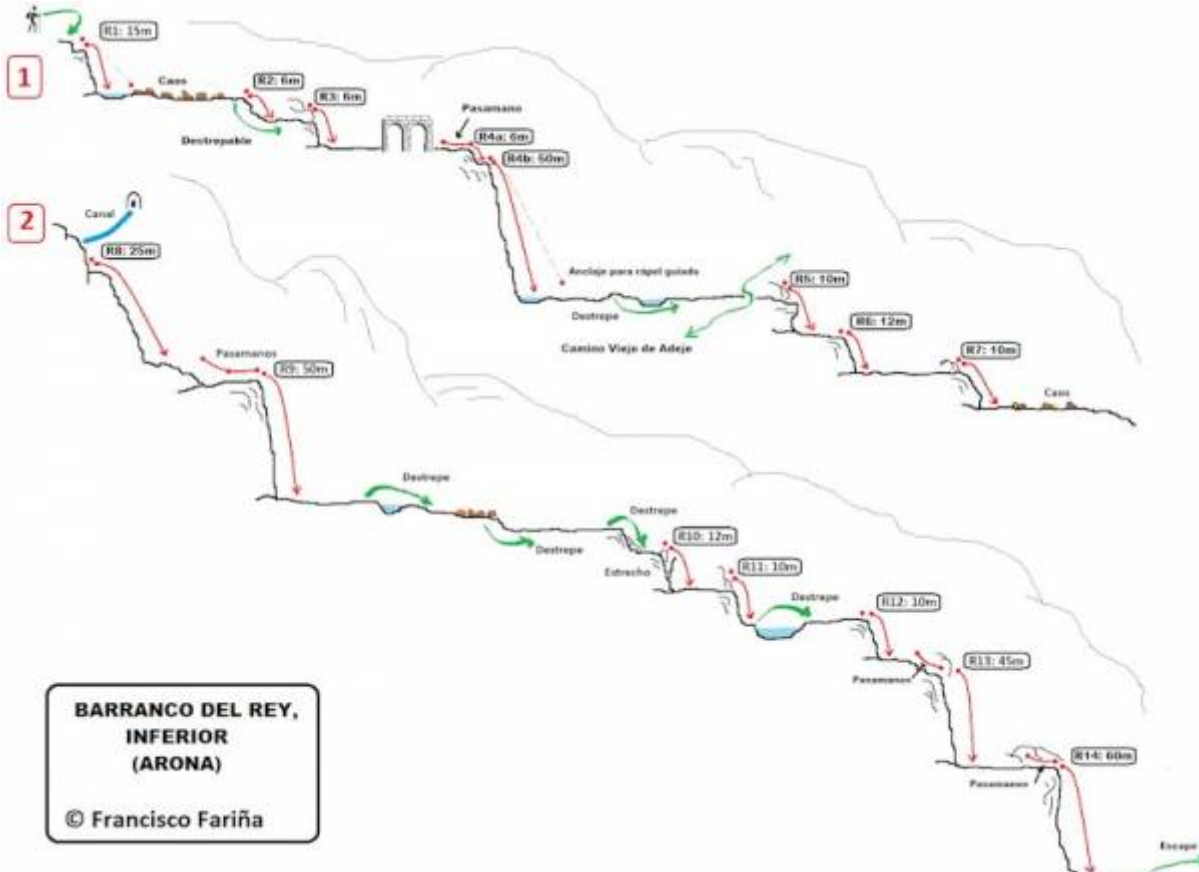 1
R1: 15m
Caos
R2: 6m
R3: 6m
Destrepable
Pasamano
R4a: 6m
R4b: 50m
Anclaje para rápel guiado
Destrepe
Camino Viejo de Adeje
R5: 10m
R6: 12m
R7: 10m
Caos
2
Canal
R8: 25m
Pasamanos
R9: 50m
Destrepe
Destrepe
Destrepe
Estrecho
R10: 12m
R11: 10m
Destrepe
R12: 10m
Pasamanos
R13: 45m
Pasamanos
R14: 60m
Escape
BARRANCO DEL REY,
INFERIOR
(ARONA)
© Francisco Fariña